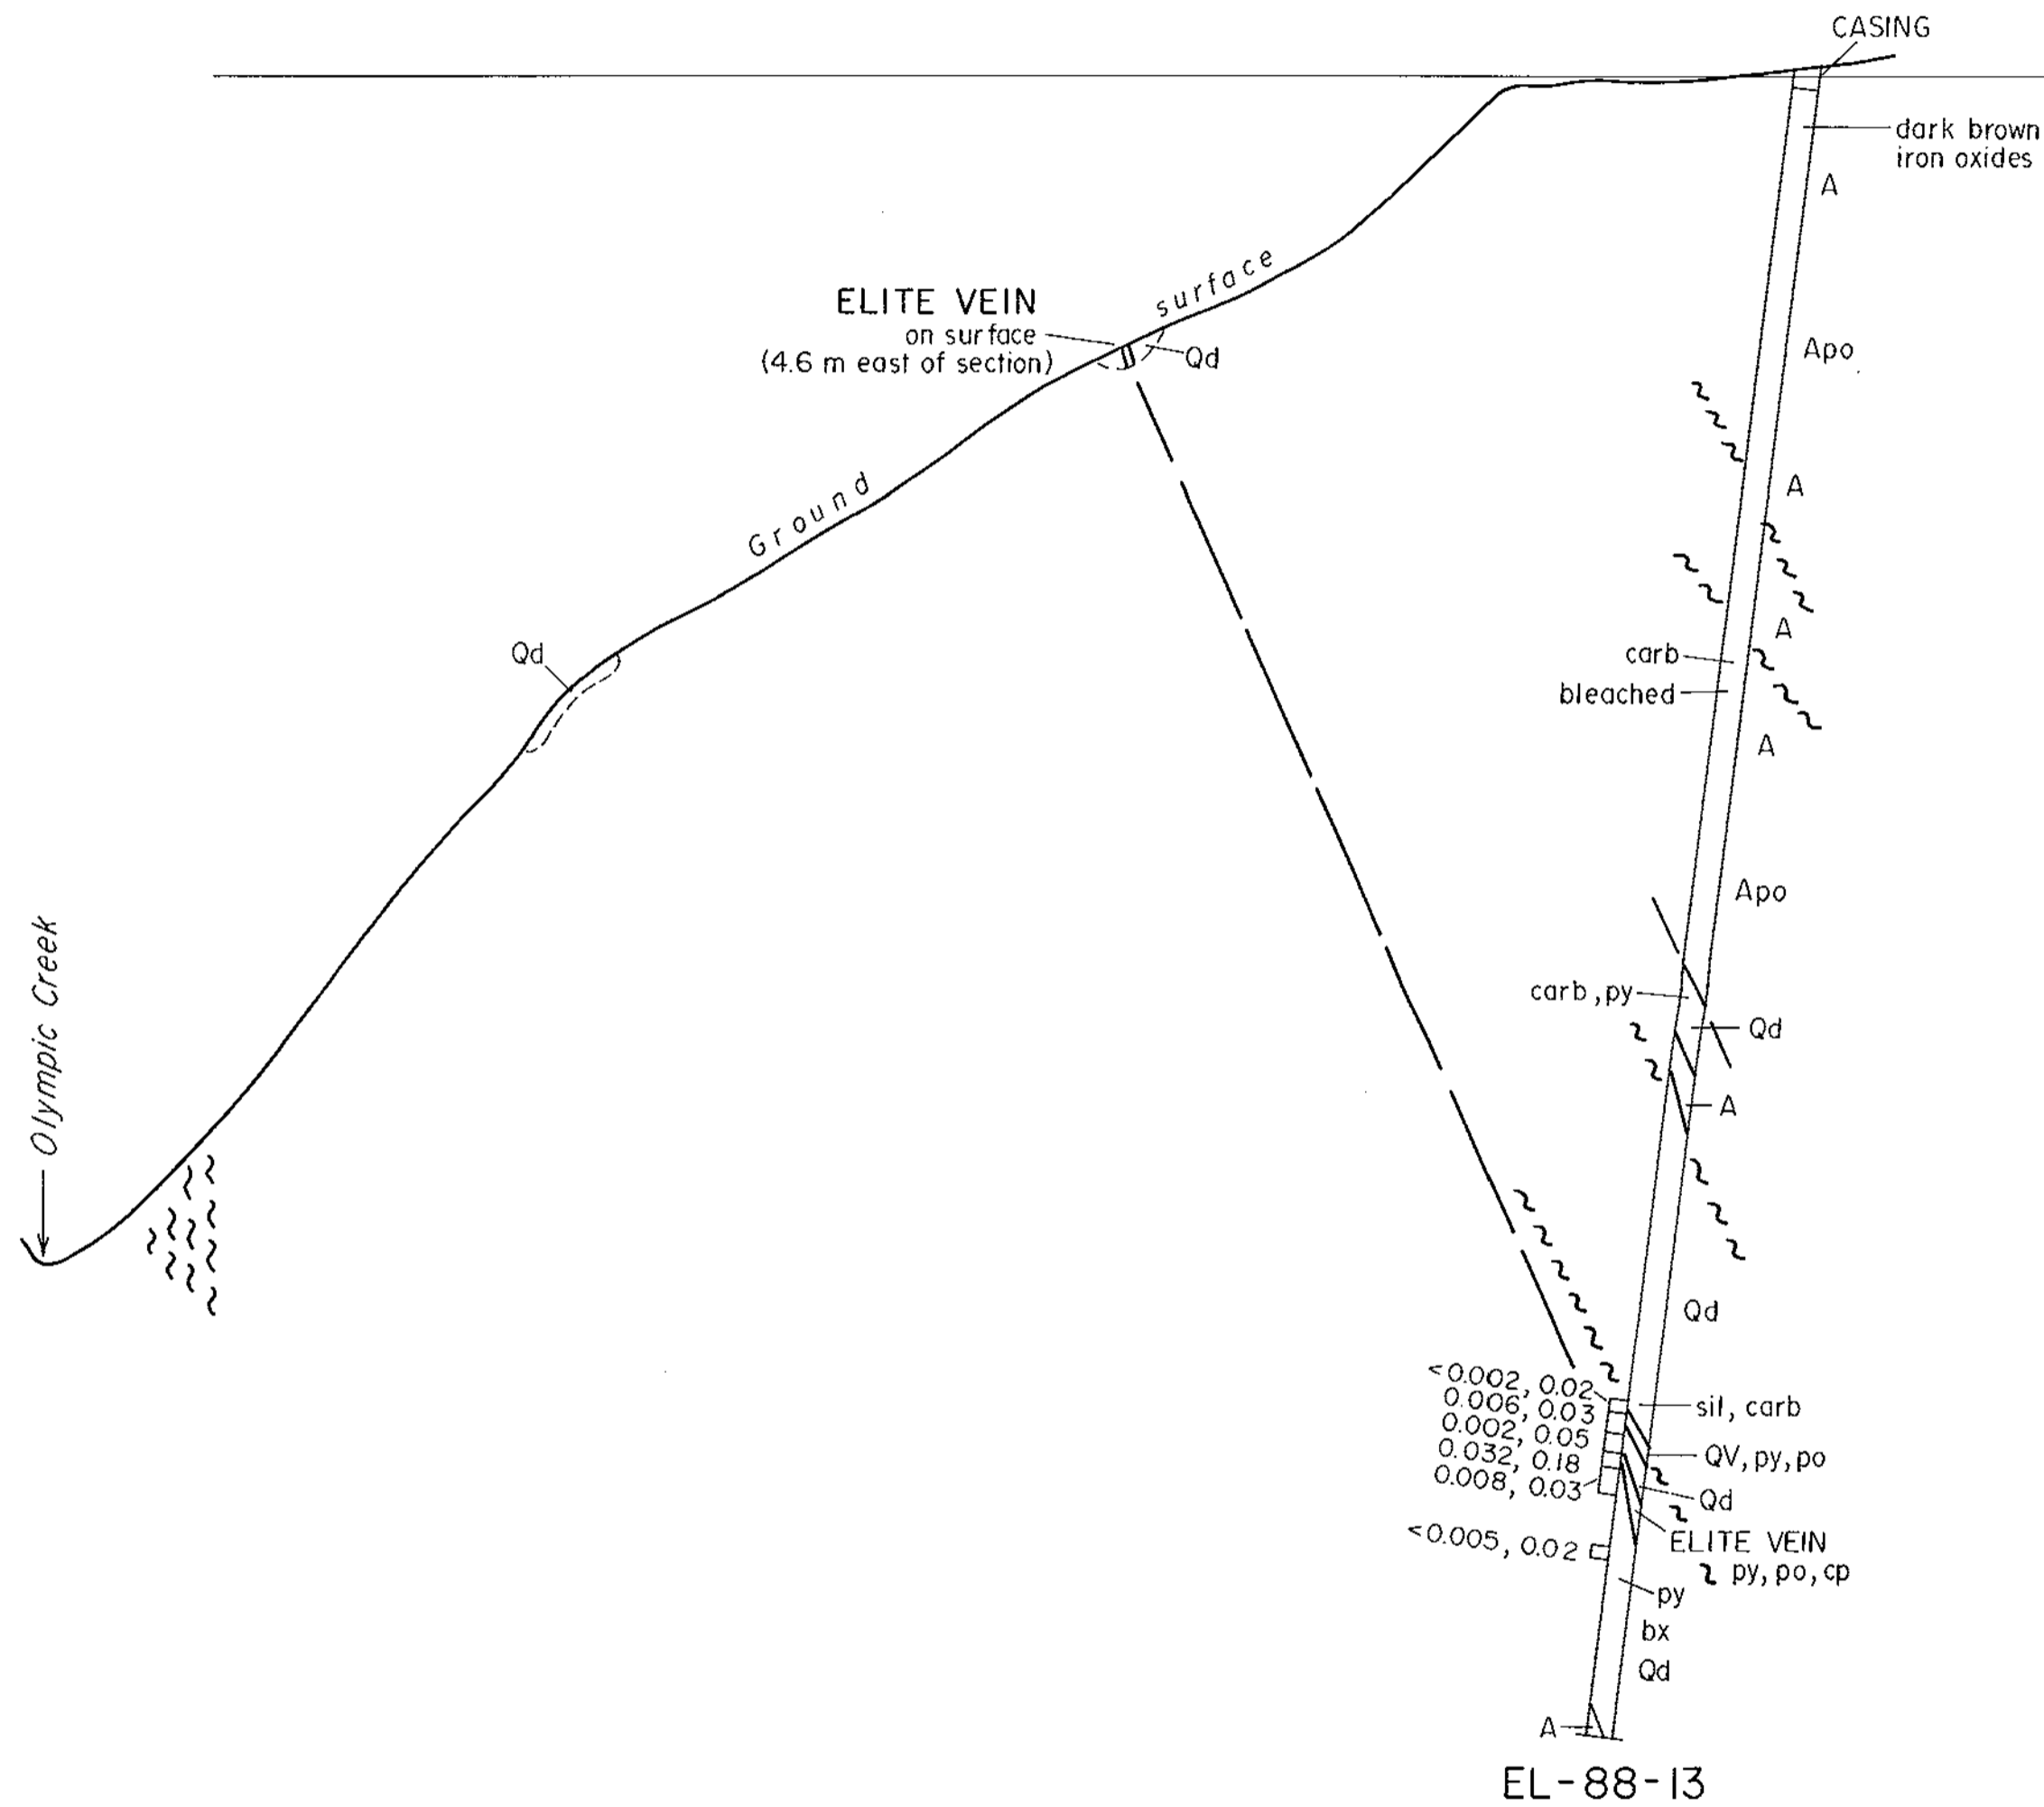 CASING
dark brown
iron oxides
A
ELITE VEIN
on surface
(4.6 m east of section)
Ground surface
Qd
Apo
A
A
Qd
carb
bleached
A
Apo
Olympic Creek
carb, py
Qd
A
Qd
<0.002, 0.02
0.006, 0.03
0.002, 0.05
0.032, 0.18
0.008, 0.03
sil, carb
QV, py, po
Qd
<0.005, 0.02
ELITE VEIN
py, po, cp
py
bx
Qd
A
EL-88-13